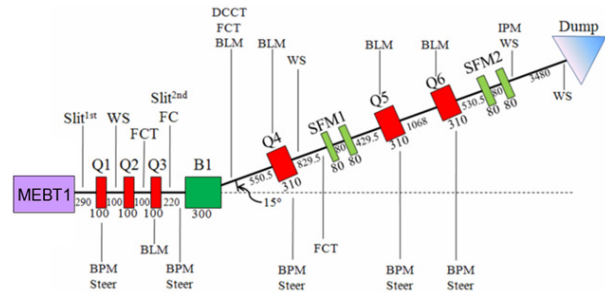 DCCT
FCT
BLM
BLM
WS
BLM
BLM
IPM
WS
Dump
SFM2
Q6
Q5
SFM1
Q4
3480
80
80
80
530.5
WS
310
1068
310
429.5
80
80
80
829.5
310
550.5
15°
Slit1st
WS
FCT
Slit2nd
FC
Q1
Q2
Q3
B1
MEBT1
290
100
100
220
100
100
100
300
BLM
FCT
BPM
Steer
BPM
Steer
BPM
Steer
BPM
Steer
BPM
Steer